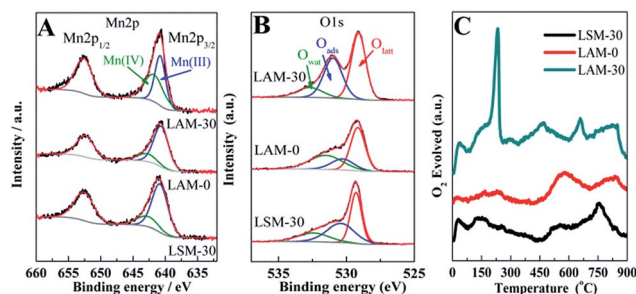 A
Mn2p
Mn2p1/2
Mn2p3/2
Mn(IV)
Mn(III)
LAM-30
LAM-0
LSM-30
Intensity / a.u.
660 655 650 645 640 635
Binding energy / eV
B
O1s
Owat
Oads
Olatt
LAM-30
LAM-0
LSM-30
Intensity (a.u.)
535 530 525
Binding energy (eV)
C
LSM-30
LAM-0
LAM-30
O2 Evolved (a.u.)
0 150 300 450 600 750 900
Temperature (°C)